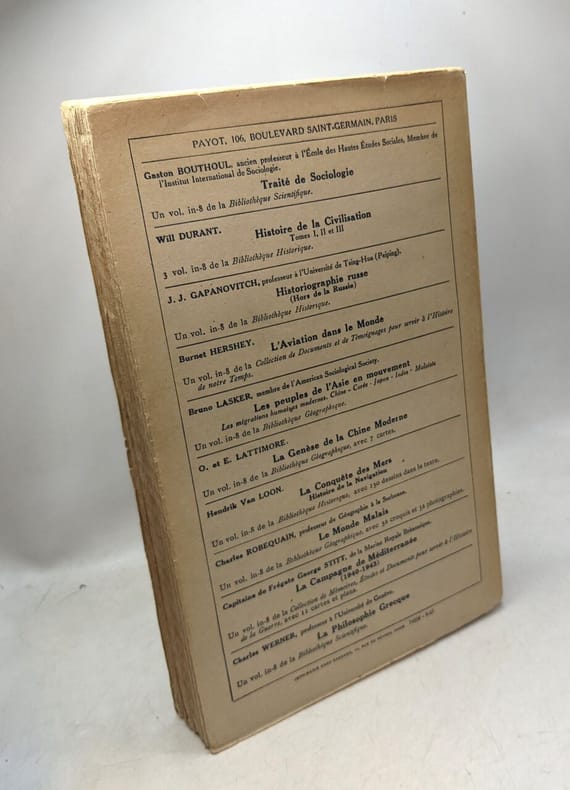 PAYOT, 106, BOULEVARD SAINT-GERMAIN, PARIS
Gaston BOUTHOUL, ancien professeur à l'École des Hautes Études Sociales, Membre de
l'Institut International de Sociologie.
Traité de Sociologie
Un vol. in-8 de la Bibliothèque Scientifique.
Will DURANT.
Histoire de la Civilisation
Tomes I, II et III
3 vol. in-8 de la Bibliothèque Historique.
J. J. GAPANOVITCH, professeur à l'Université de Tsing-Hua (Peiping).
Historiographie russe
(Hors de la Russie)
Un vol. in-8 de la Bibliothèque Historique.
Burnet HERSHEY.
L'Aviation dans le Monde
Un vol. in-8 de la Collection de Documents et de Témoignages pour servir à l'Histoire
de notre Temps.
Bruno LASKER, membre de l'American Sociological Society.
Les peuples de l'Asie en mouvement
Les migrations humaines modernes. Chine - Corée - Japon - Indes - Malaisie
Un vol. in-8 de la Bibliothèque Géographique.
O. et E. LATTIMORE.
La Genèse de la Chine Moderne
Un vol. in-8 de la Bibliothèque Géographique, avec 7 cartes.
Hendrik Van LOON.
La Conquête des Mers
Histoire de la Navigation
Un vol. in-8 de la Bibliothèque Historique, avec 130 dessins dans le texte.
Charles ROBEQUAIN, professeur de Géographie à la Sorbonne.
Le Monde Malais
Un vol. in-8 de la Bibliothèque Géographique, avec 38 croquis et 32 photographies.
Capitaine de Frégate George STITT, de la Marine Royale Britannique.
La Campagne de Méditerranée
(1940-1943)
Un vol. in-8 de la Collection de Mémoires, Études et Documents pour servir à l'Histoire
de la Guerre, avec 11 cartes et plans.
Charles WERNER, professeur à l'Université de Genève.
La Philosophie Grecque
Un vol. in-8 de la Bibliothèque Scientifique.